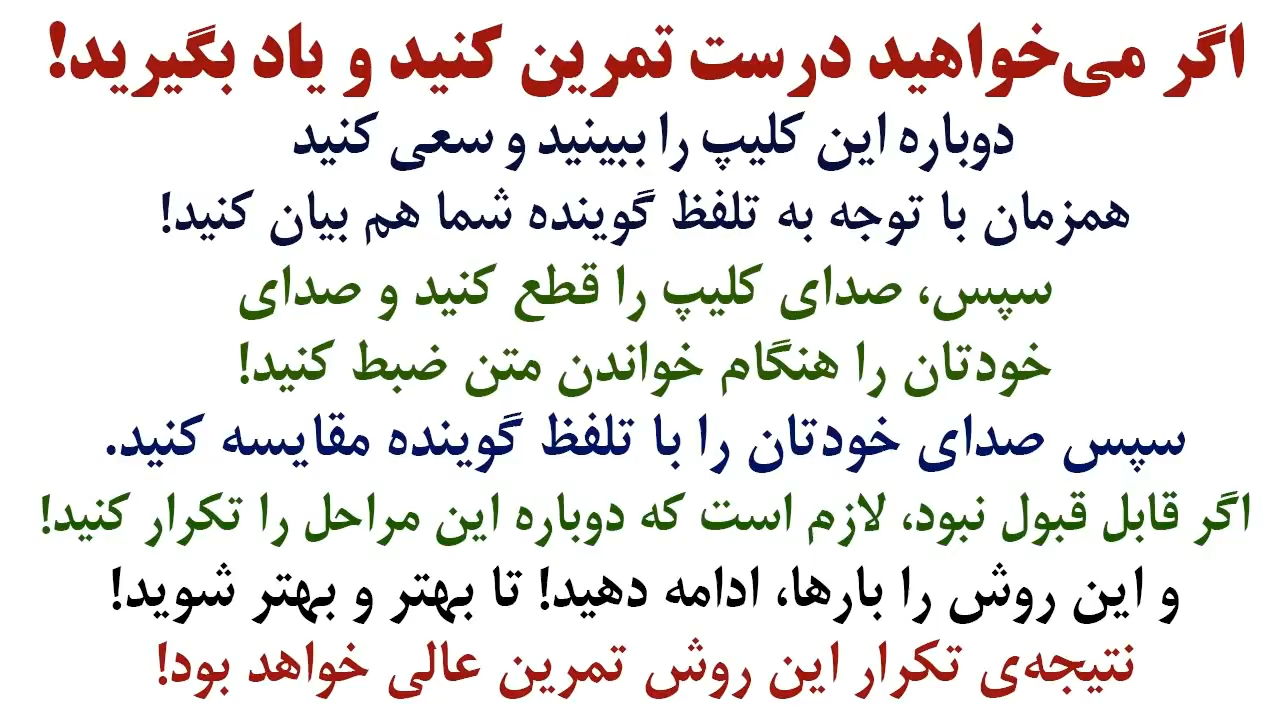 اگر می‌خواهید درست تمرین کنید و یاد بگیرید!
دوباره این کلیپ را ببینید و سعی کنید
همزمان با توجه به تلفظ گوینده شما هم بیان کنید!
سپس، صدای کلیپ را قطع کنید و صدای
خودتان را هنگام خواندن متن ضبط کنید!
سپس صدای خودتان را با تلفظ گوینده مقایسه کنید.
اگر قابل قبول نبود، لازم است که دوباره این مراحل را تکرار کنید!
و این روش را بارها، ادامه دهید! تا بهتر و بهتر شوید!
نتیجه‌ی تکرار این روش تمرین عالی خواهد بود!